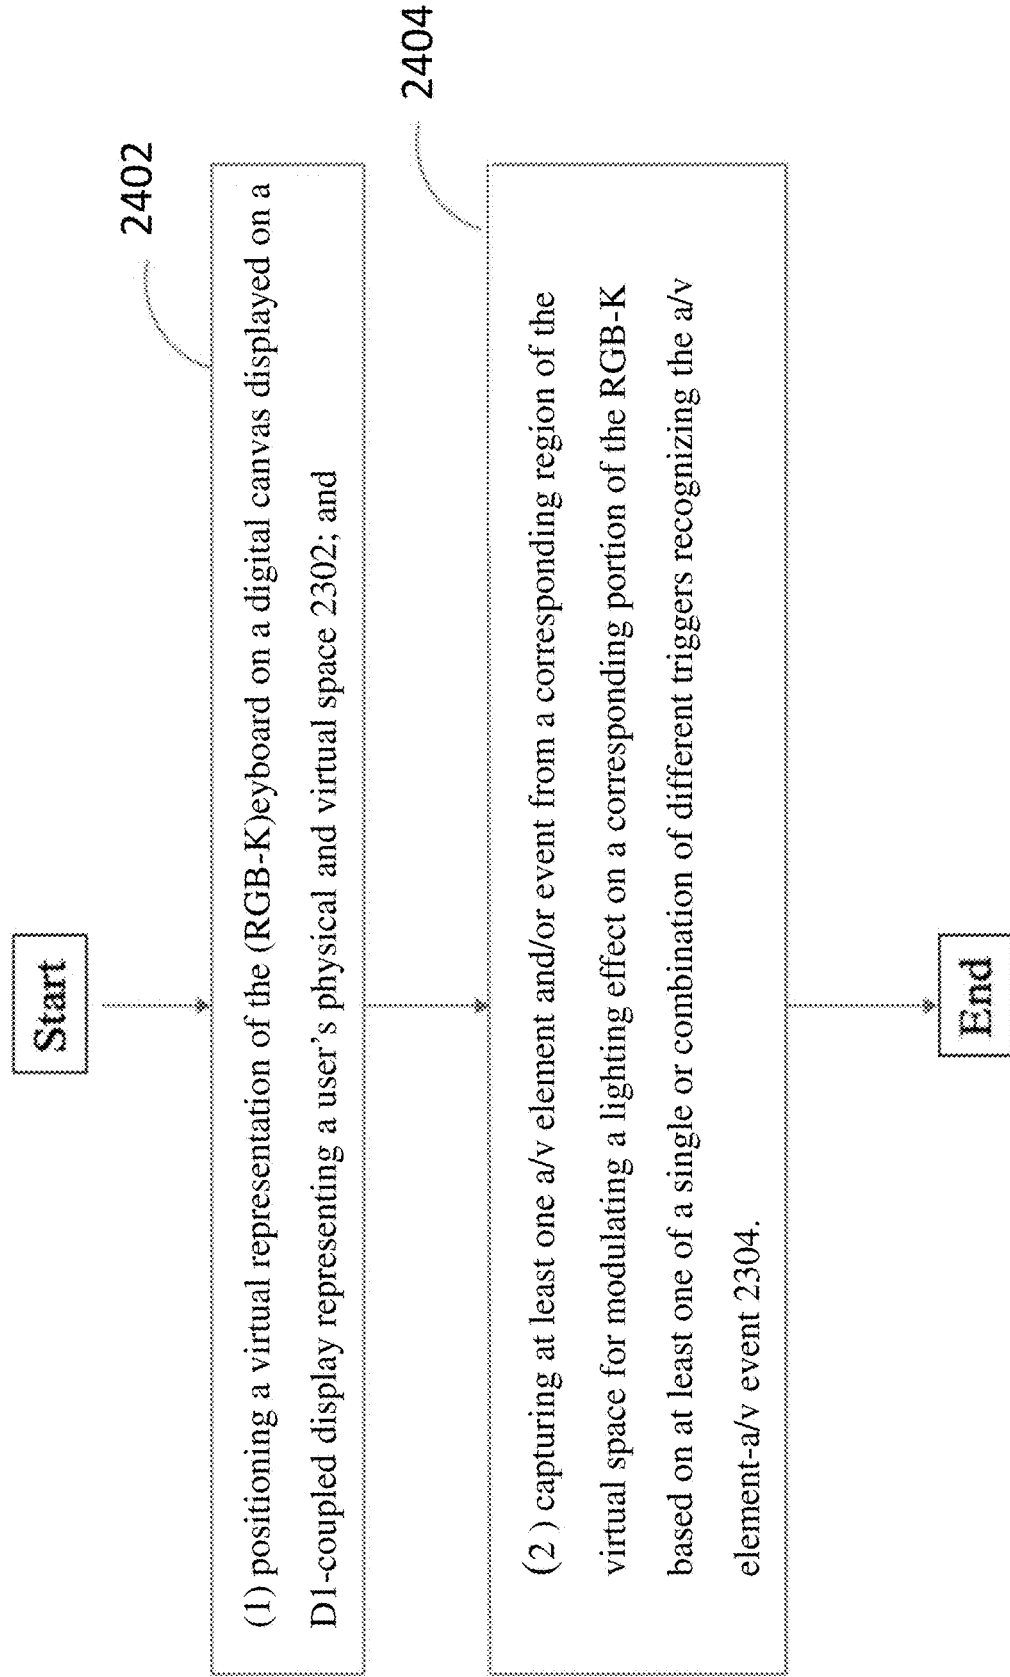 Start
2402
(1) positioning a virtual representation of the (RGB-K)eyboard on a digital canvas displayed on a
D1-coupled display representing a user's physical and virtual space 2302; and
2404
(2 ) capturing at least one a/v element and/or event from a corresponding region of the
virtual space for modulating a lighting effect on a corresponding portion of the RGB-K
based on at least one of a single or combination of different triggers recognizing the a/v
element-a/v event 2304.
End